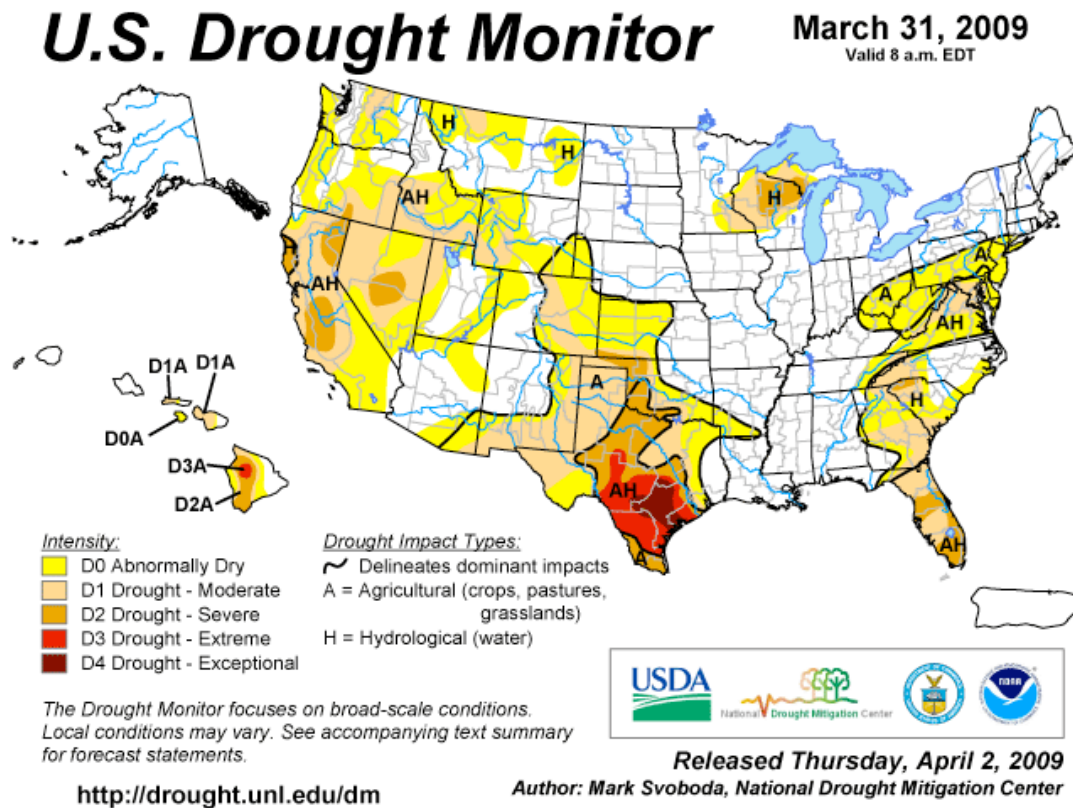 U.S. Drought Monitor
March 31, 2009
Valid 8 a.m. EDT
H
H
AH
H
AH
H
A
A
AH
A
H
AH
A
AH
D1A
D1A
D0A
D3A
D2A
Intensity:
D0 Abnormally Dry
D1 Drought - Moderate
D2 Drought - Severe
D3 Drought - Extreme
D4 Drought - Exceptional
Drought Impact Types:
Delineates dominant impacts
A = Agricultural (crops, pastures,
grasslands)
H = Hydrological (water)
The Drought Monitor focuses on broad-scale conditions.
Local conditions may vary. See accompanying text summary
for forecast statements.
http://drought.unl.edu/dm
USDA
National Drought Mitigation Center
NOAA
Released Thursday, April 2, 2009
Author: Mark Svoboda, National Drought Mitigation Center